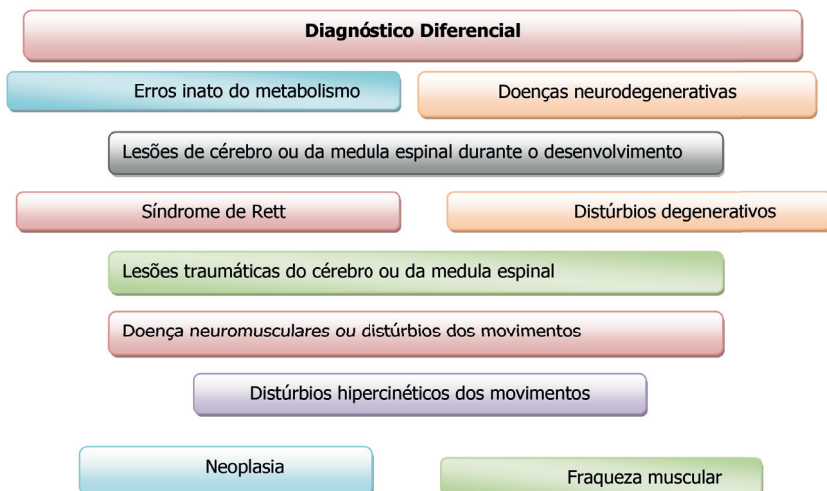 Diagnóstico Diferencial
Erros inato do metabolismo
Doenças neurodegenerativas
Lesões de cérebro ou da medula espinal durante o desenvolvimento
Síndrome de Rett
Distúrbios degenerativos
Lesões traumáticas do cérebro ou da medula espinal
Doença neuromusculares ou distúrbios dos movimentos
Distúrbios hipercinéticos dos movimentos
Neoplasia
Fraqueza muscular